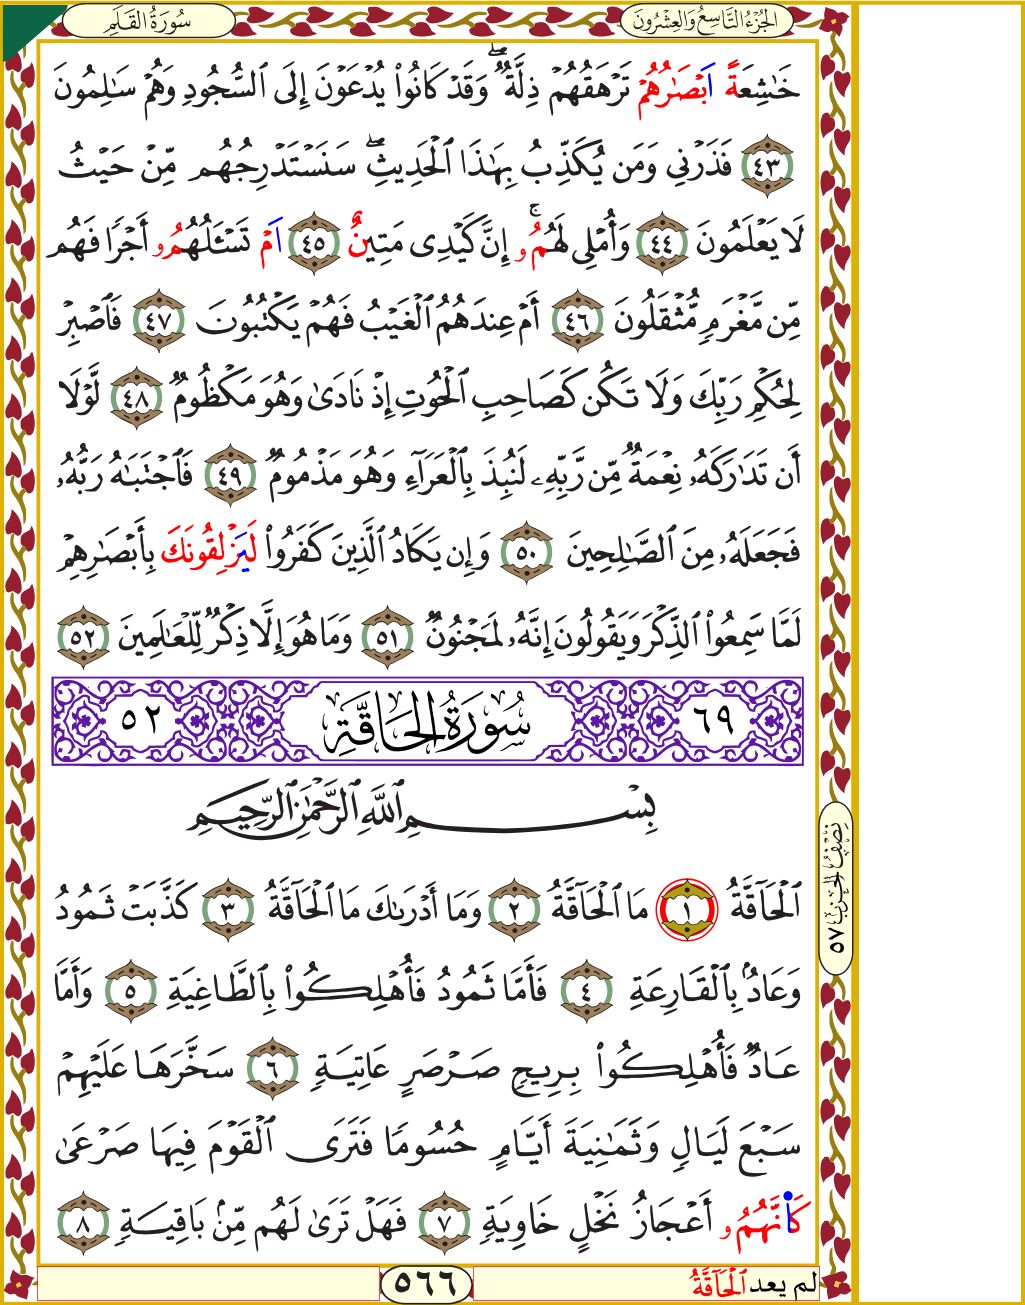 سُورَةُ القَلَمِ
الجُزْءُ التَّاسِعُ وَالعِشْرُونَ
خَٰشِعَةً اَبْصَٰرُهُمْ تَرْهَقُهُمْ ذِلَّةٌۖ وَقَدْ كَانُوا۟ يُدْعَوْنَ إِلَى ٱلسُّجُودِ وَهُمْ سَٰلِمُونَ
٤٣ فَذَرْنِى وَمَن يُكَذِّبُ بِهَٰذَا ٱلْحَدِيثِۖ سَنَسْتَدْرِجُهُم مِّنْ حَيْثُ
لَا يَعْلَمُونَ ٤٤ وَأُمْلِى لَهُمُۥۚ إِنَّ كَيْدِى مَتِينٌ ٤٥ اَمْ تَسْـَٔلُهُمُۥ أَجْرًا فَهُم
مِّن مَّغْرَمٍ مُّثْقَلُونَ ٤٦ أَمْ عِندَهُمُ ٱلْغَيْبُ فَهُمْ يَكْتُبُونَ ٤٧ فَٱصْبِرْ
لِحُكْمِ رَبِّكَ وَلَا تَكُن كَصَاحِبِ ٱلْحُوتِ إِذْ نَادَىٰ وَهُوَ مَكْظُومٌ ٤٨ لَّوْلَا
أَن تَدَٰرَكَهُۥ نِعْمَةٌ مِّن رَّبِّهِۦ لَنُبِذَ بِٱلْعَرَآءِ وَهُوَ مَذْمُومٌ ٤٩ فَٱجْتَبَٰهُ رَبُّهُۥ
فَجَعَلَهُۥ مِنَ ٱلصَّٰلِحِينَ ٥٠ وَإِن يَكَادُ ٱلَّذِينَ كَفَرُوا۟ لَيَزْلِقُونَكَ بِأَبْصَٰرِهِمْ
لَمَّا سَمِعُوا۟ ٱلذِّكْرَ وَيَقُولُونَ إِنَّهُۥ لَمَجْنُونٌ ٥١ وَمَا هُوَ إِلَّا ذِكْرٌ لِّلْعَٰلَمِينَ ٥٢
٦٩ سُورَةُ الحَاقَّةِ ٥٢
بِسْمِ ٱللَّهِ ٱلرَّحْمَٰنِ ٱلرَّحِيمِ
ٱلْحَآقَّةُ ١ مَا ٱلْحَآقَّةُ ٢ وَمَا أَدْرَىٰكَ مَا ٱلْحَآقَّةُ ٣ كَذَّبَتْ ثَمُودُ
وَعَادٌۢ بِٱلْقَارِعَةِ ٤ فَأَمَّا ثَمُودُ فَأُهْلِكُوا۟ بِٱلطَّاغِيَةِ ٥ وَأَمَّا
عَادٌ فَأُهْلِكُوا۟ بِرِيحٍ صَرْصَرٍ عَاتِيَةٍ ٦ سَخَّرَهَا عَلَيْهِمْ
سَبْعَ لَيَالٍ وَثَمَٰنِيَةَ أَيَّامٍ حُسُومًا فَتَرَى ٱلْقَوْمَ فِيهَا صَرْعَىٰ
كَأَنَّهُمُۥ أَعْجَازُ نَخْلٍ خَاوِيَةٍ ٧ فَهَلْ تَرَىٰ لَهُم مِّنۢ بَاقِيَةٍ ٨
نِصْفُ الحِزْبِ ٥٧
لم يعد ٱلْحَآقَّةُ
٥٦٦